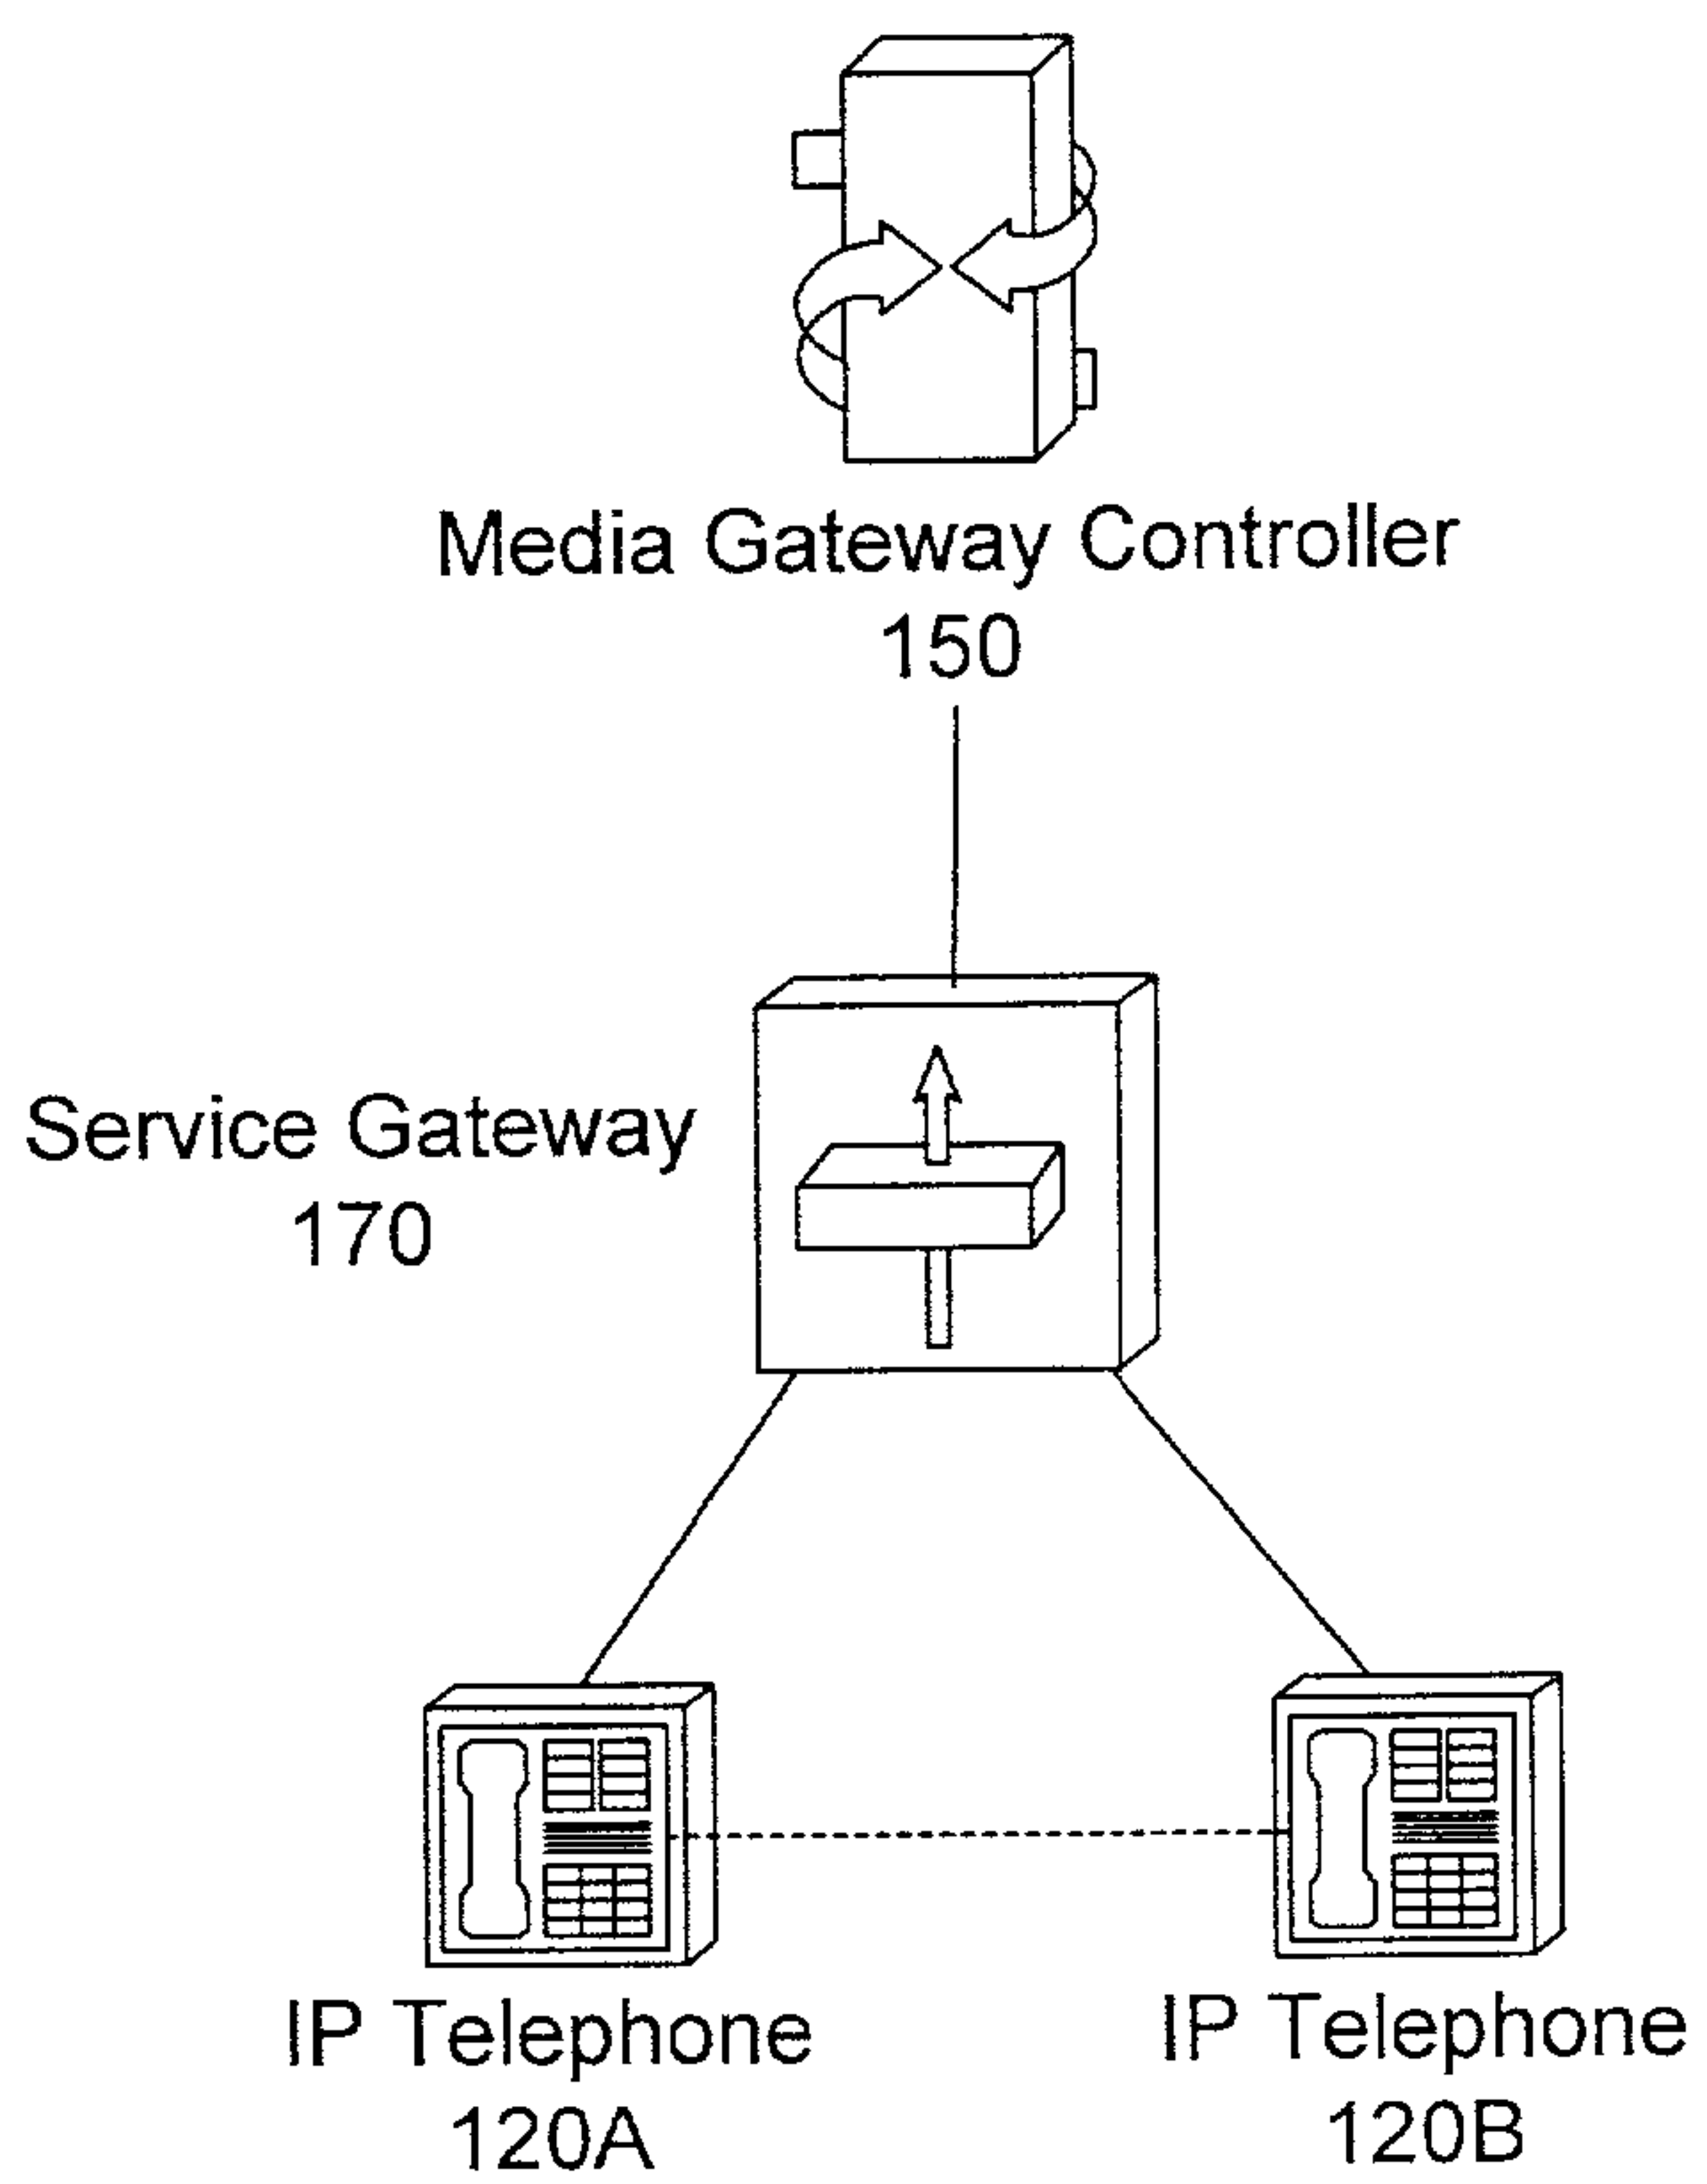 Media Gateway Controller
150
Service Gateway
170
IP Telephone
120A
IP Telephone
120B